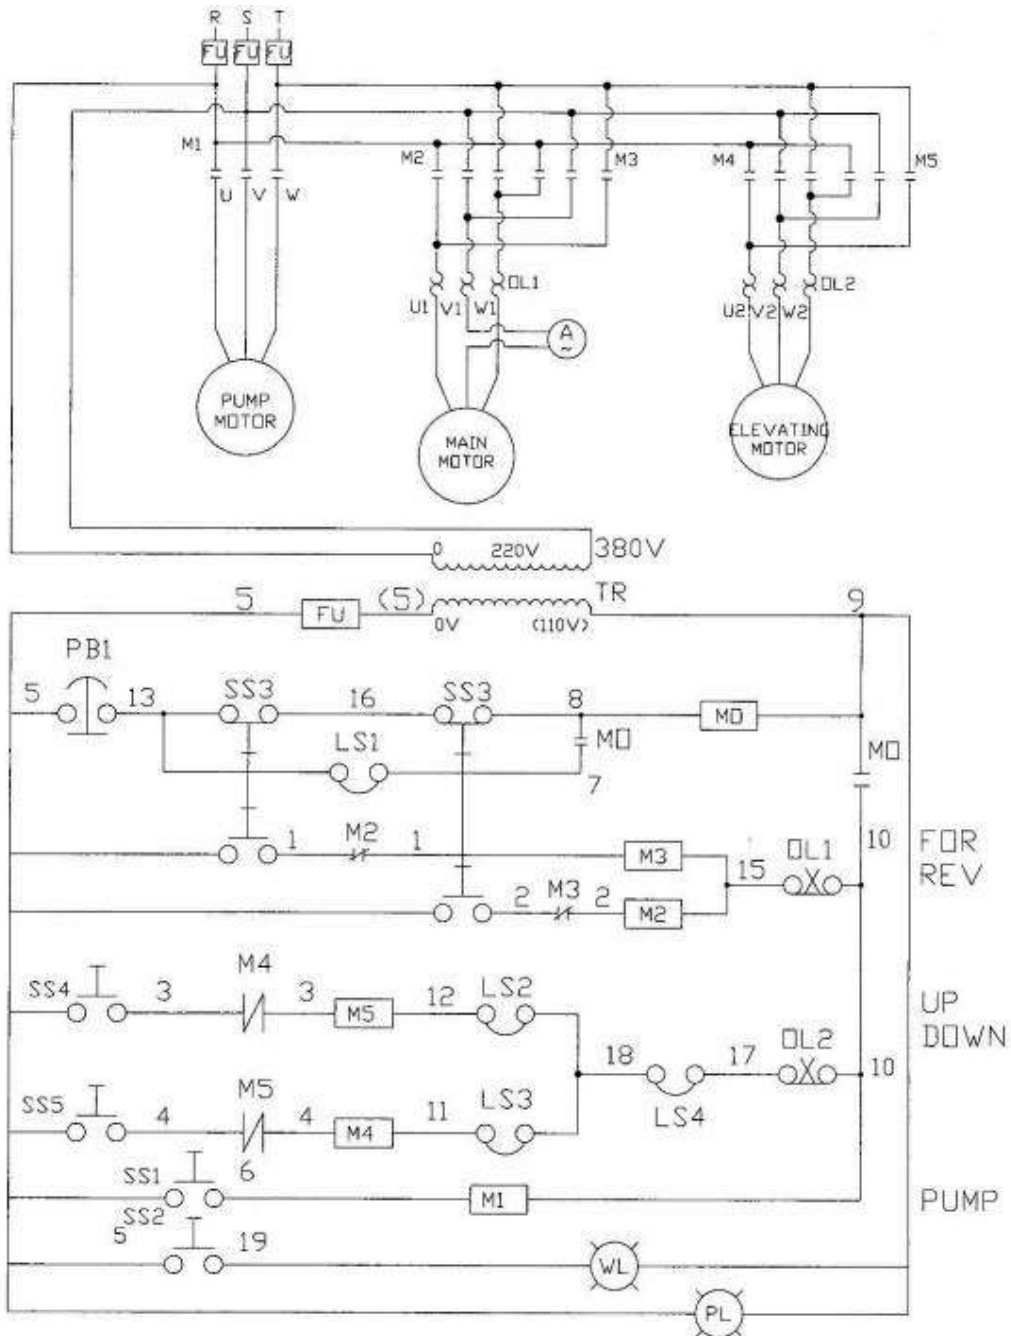 R S T
FU FU FU
M1 M2 M3 M4 M5
U V W
OL1 OL2
U1 V1 W1 U2 V2 W2
A
~
PUMP
MOTOR
MAIN
MOTOR
ELEVATING
MOTOR
0 220V 380V
5 FU (5) TR 9
0V (110V)
PB1
5 13 SS3 16 SS3 8 MO
LS1 MO MO
7
1 M2 1 M3 10 FOR
REV
15 OL1
2 M3 2 M2
M4
SS4 3 3 M5 12 LS2 UP
DOWN
18 17 OL2 10
LS4
SS5 4 M5 4 M4 11 LS3
SS1 6 M1 PUMP
SS2
5 19 WL
PL